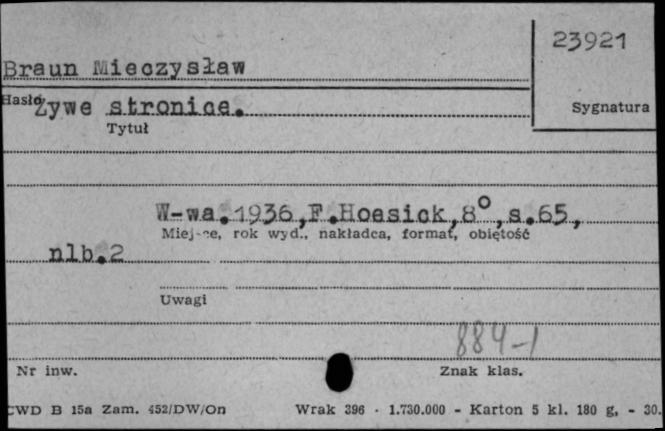 23921
Braun Mieczysław
Hasło Żywe stronice.
Sygnatura
Tytuł
W-wa.1936,F.Hoesick,8°,s.65,
Miejsce, rok wyd., nakładca, format, objętość
nlb.2
Uwagi
884-1
Nr inw.
Znak klas.
CWD B 15a Zam. 452/DW/On Wrak 396 · 1.730.000 - Karton 5 kl. 180 g, - 30.